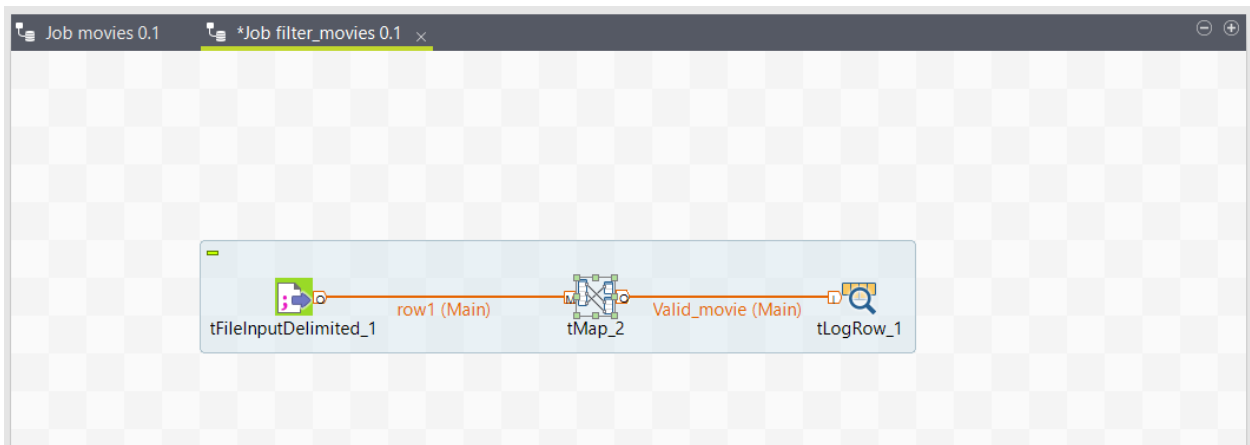 Job movies 0.1
*Job filter_movies 0.1
row1 (Main)
Valid_movie (Main)
tFileInputDelimited_1
tMap_2
tLogRow_1